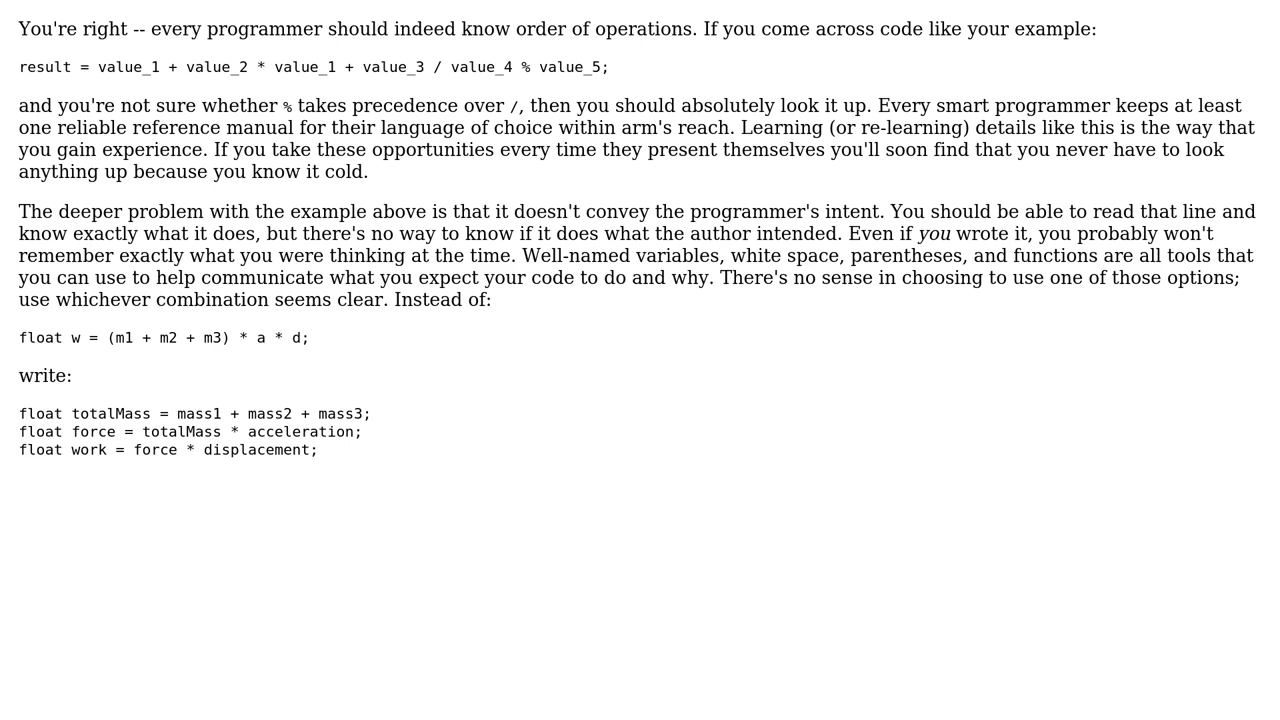 You're right -- every programmer should indeed know order of operations. If you come across code like your example:
result = value_1 + value_2 * value_1 + value_3 / value_4 % value_5;
and you're not sure whether % takes precedence over /, then you should absolutely look it up. Every smart programmer keeps at least
one reliable reference manual for their language of choice within arm's reach. Learning (or re-learning) details like this is the way that
you gain experience. If you take these opportunities every time they present themselves you'll soon find that you never have to look
anything up because you know it cold.
The deeper problem with the example above is that it doesn't convey the programmer's intent. You should be able to read that line and
know exactly what it does, but there's no way to know if it does what the author intended. Even if you wrote it, you probably won't
remember exactly what you were thinking at the time. Well-named variables, white space, parentheses, and functions are all tools that
you can use to help communicate what you expect your code to do and why. There's no sense in choosing to use one of those options;
use whichever combination seems clear. Instead of:
float w = (m1 + m2 + m3) * a * d;
write:
float totalMass = mass1 + mass2 + mass3;
float force = totalMass * acceleration;
float work = force * displacement;